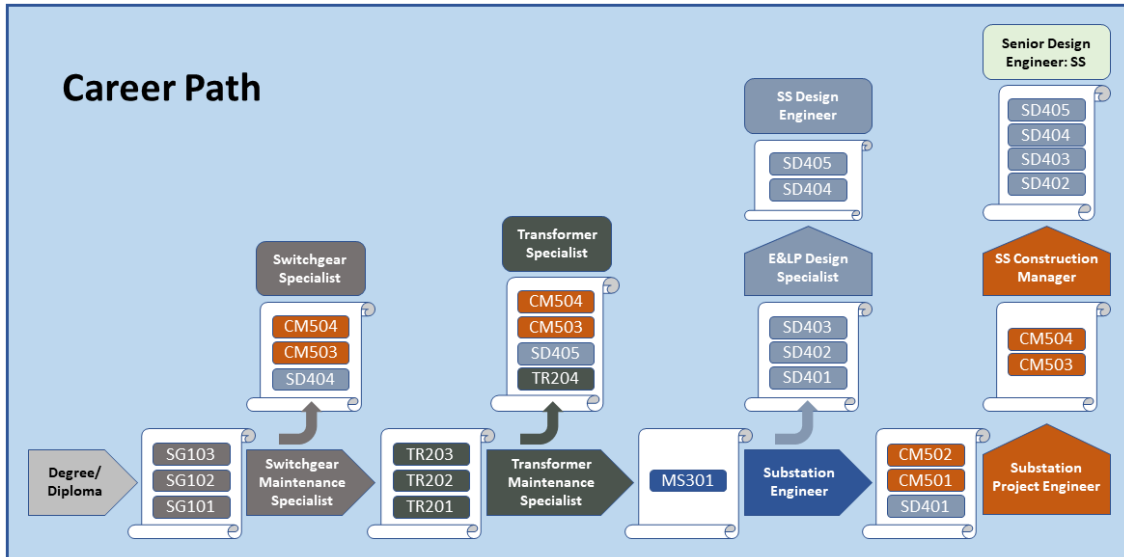 Career Path
Senior Design
Engineer: SS
SD405
SD404
SD403
SD402
SS Construction
Manager
CM504
CM503
Substation
Project Engineer
SS Design
Engineer
SD405
SD404
E&LP Design
Specialist
SD403
SD402
SD401
Transformer
Specialist
CM504
CM503
SD405
TR204
Switchgear
Specialist
CM504
CM503
SD404
Degree/
Diploma
SG103
SG102
SG101
Switchgear
Maintenance
Specialist
TR203
TR202
TR201
Transformer
Maintenance
Specialist
MS301
Substation
Engineer
CM502
CM501
SD401